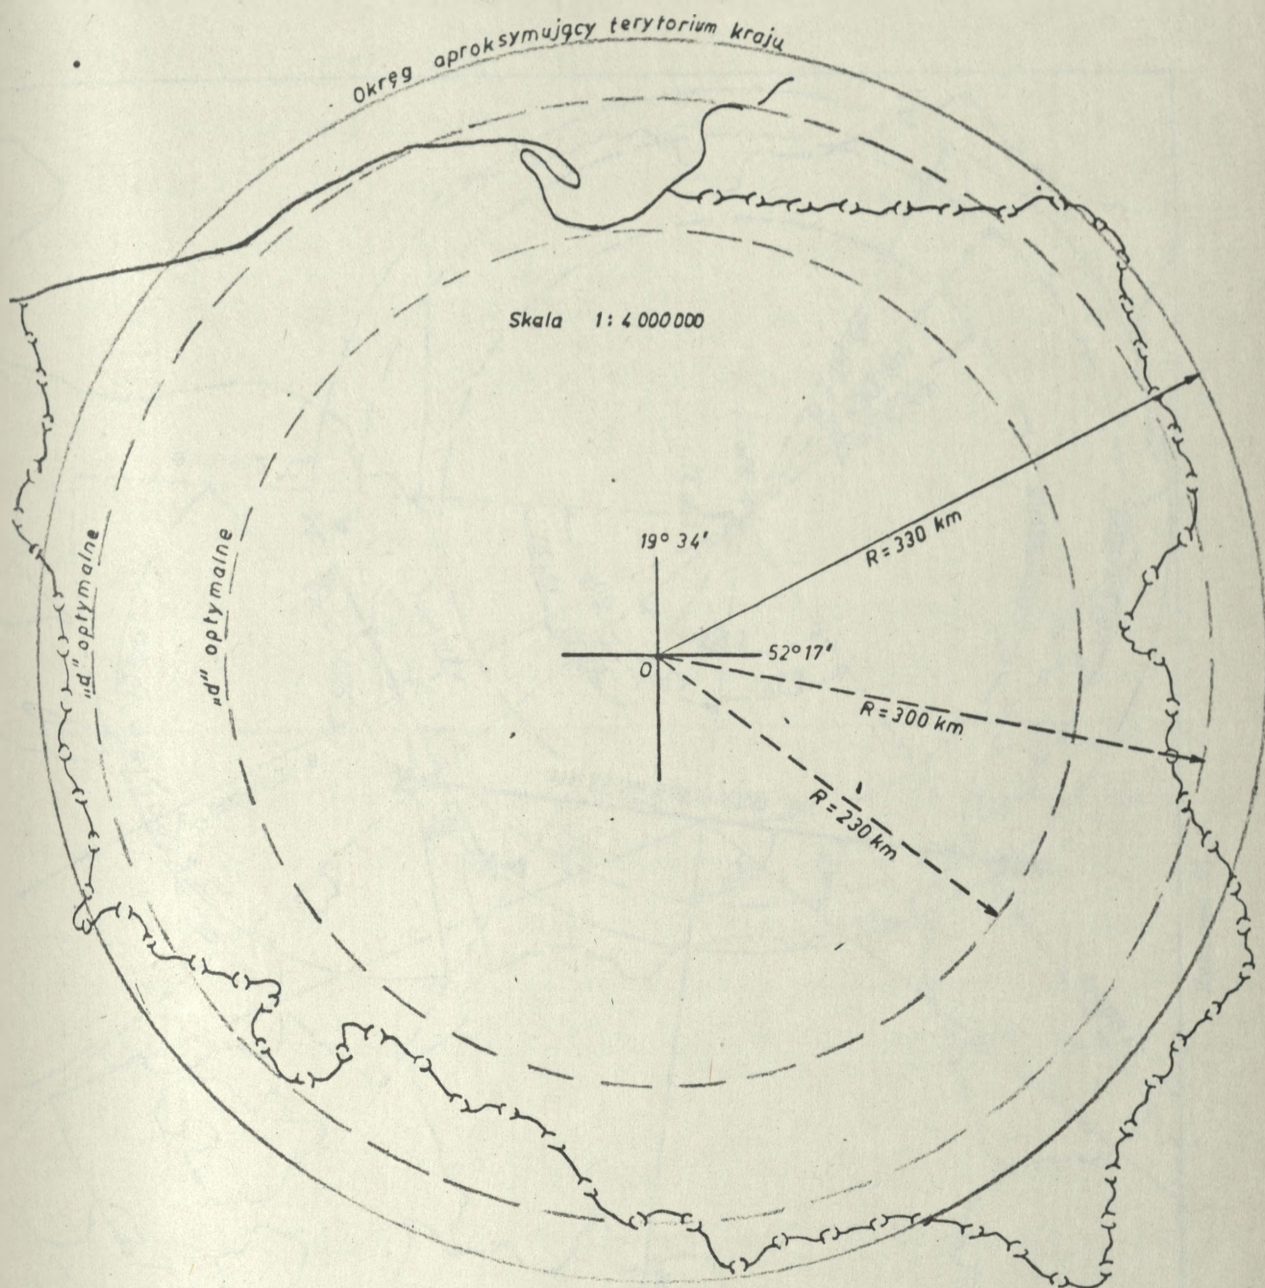 Okręg aproksymujący terytorium kraju
Skala 1: 4 000 000
19° 34'
R = 330 km
„d" optymalne
„d" optymalne
52° 17'
O
R = 300 km
R = 230 km